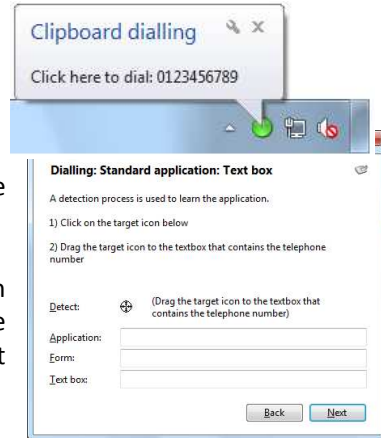 Clipboard dialling
Click here to dial: 0123456789
Dialling: Standard application: Text box
A detection process is used to learn the application.
1) Click on the target icon below
2) Drag the target icon to the textbox that contains the telephone
number
Detect:
(Drag the target icon to the textbox that
contains the telephone number)
Application:
Form:
Text box:
Back Next